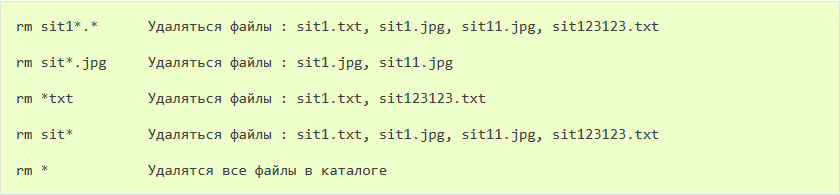 rm sit1*.* Удаляться файлы : sit1.txt, sit1.jpg, sit11.jpg, sit123123.txt
rm sit*.jpg Удаляться файлы : sit1.jpg, sit11.jpg
rm *txt Удаляться файлы : sit1.txt, sit123123.txt
rm sit* Удаляться файлы : sit1.txt, sit1.jpg, sit11.jpg, sit123123.txt
rm * Удалятся все файлы в каталоге